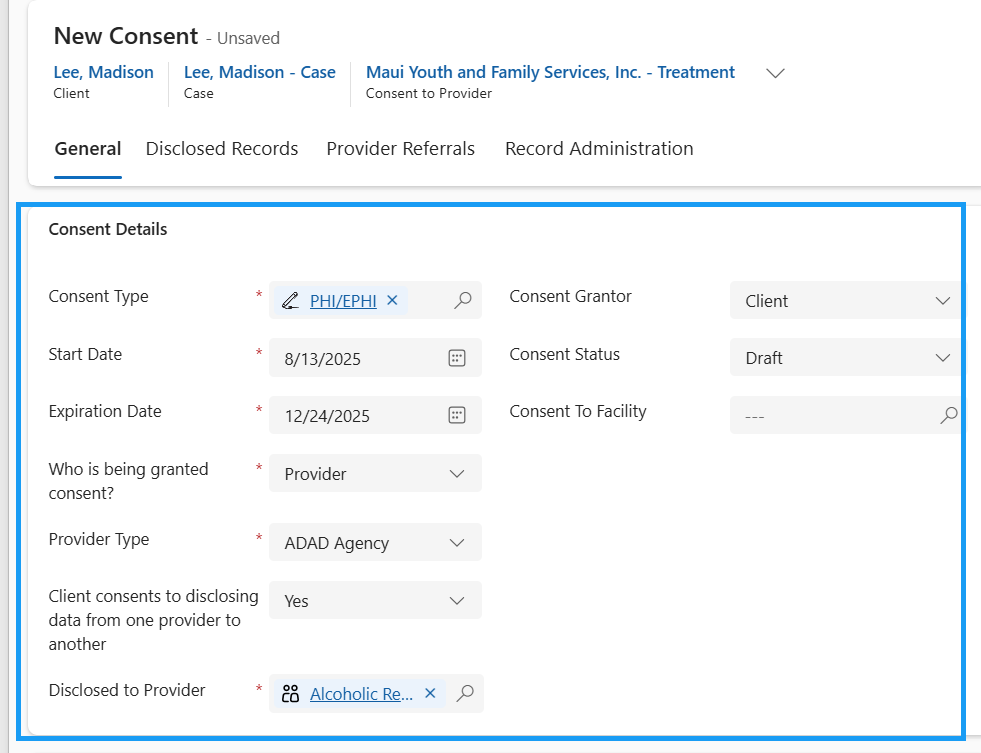 New Consent - Unsaved
Lee, Madison
Client
Lee, Madison - Case
Case
Maui Youth and Family Services, Inc. - Treatment
Consent to Provider
General Disclosed Records Provider Referrals Record Administration
Consent Details
Consent Type * PHI/EPHI
Consent Grantor Client
Start Date * 8/13/2025
Consent Status Draft
Expiration Date * 12/24/2025
Consent To Facility ---
Who is being granted
consent?
* Provider
Provider Type * ADAD Agency
Client consents to disclosing
data from one provider to
another
Yes
Disclosed to Provider * Alcoholic Re...